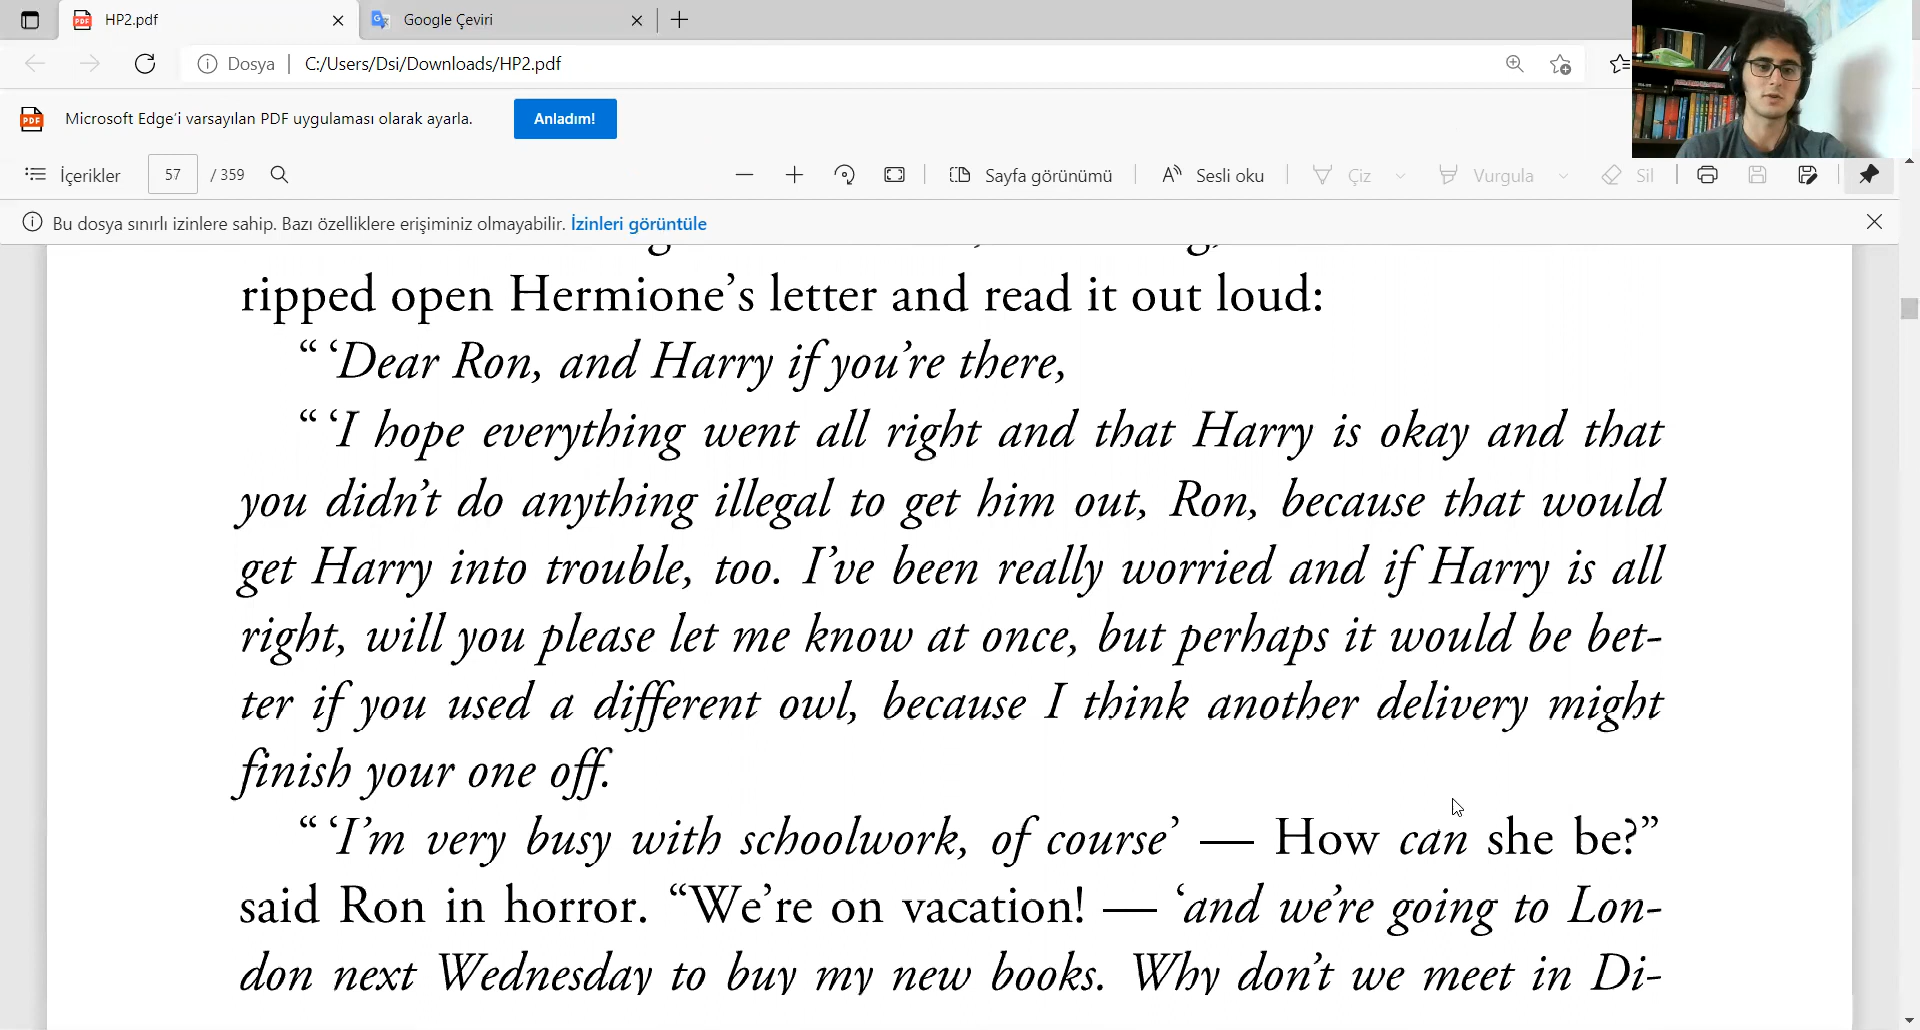 HP2.pdf
Google Çeviri
Dosya
C:/Users/Dsi/Downloads/HP2.pdf
Microsoft Edge'i varsayılan PDF uygulaması olarak ayarla.
Anladım!
İçerikler
57
/ 359
Sayfa görünümü
Sesli oku
Çiz
Vurgula
Sil
Bu dosya sınırlı izinlere sahip. Bazı özelliklere erişiminiz olmayabilir. İzinleri görüntüle
ripped open Hermione’s letter and read it out loud:
“ ‘Dear Ron, and Harry if you’re there,
“ ‘I hope everything went all right and that Harry is okay and that
you didn’t do anything illegal to get him out, Ron, because that would
get Harry into trouble, too. I’ve been really worried and if Harry is all
right, will you please let me know at once, but perhaps it would be bet-
ter if you used a different owl, because I think another delivery might
finish your one off.
“ ‘I’m very busy with schoolwork, of course’ — How can she be?”
said Ron in horror. “We’re on vacation! — ‘and we’re going to Lon-
don next Wednesday to buy my new books. Why don’t we meet in Di-